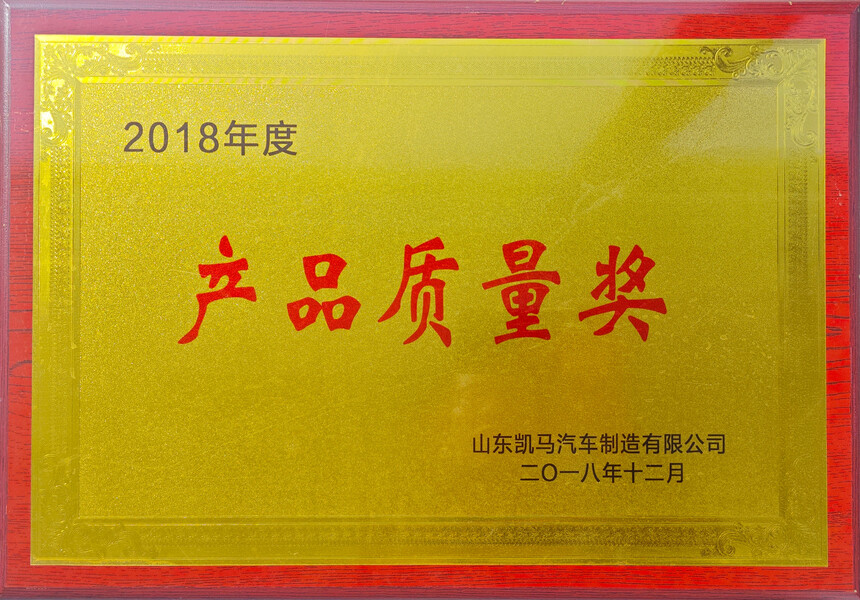 2018年度
产品质量奖
山东凯马汽车制造有限公司
二〇一八年十二月